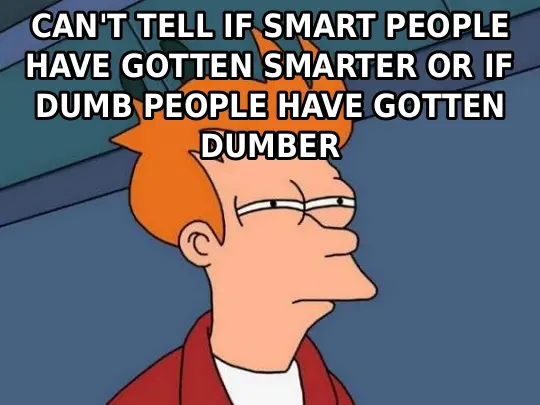 CAN'T TELL IF SMART PEOPLE
HAVE GOTTEN SMARTER OR IF
DUMB PEOPLE HAVE GOTTEN
DUMBER